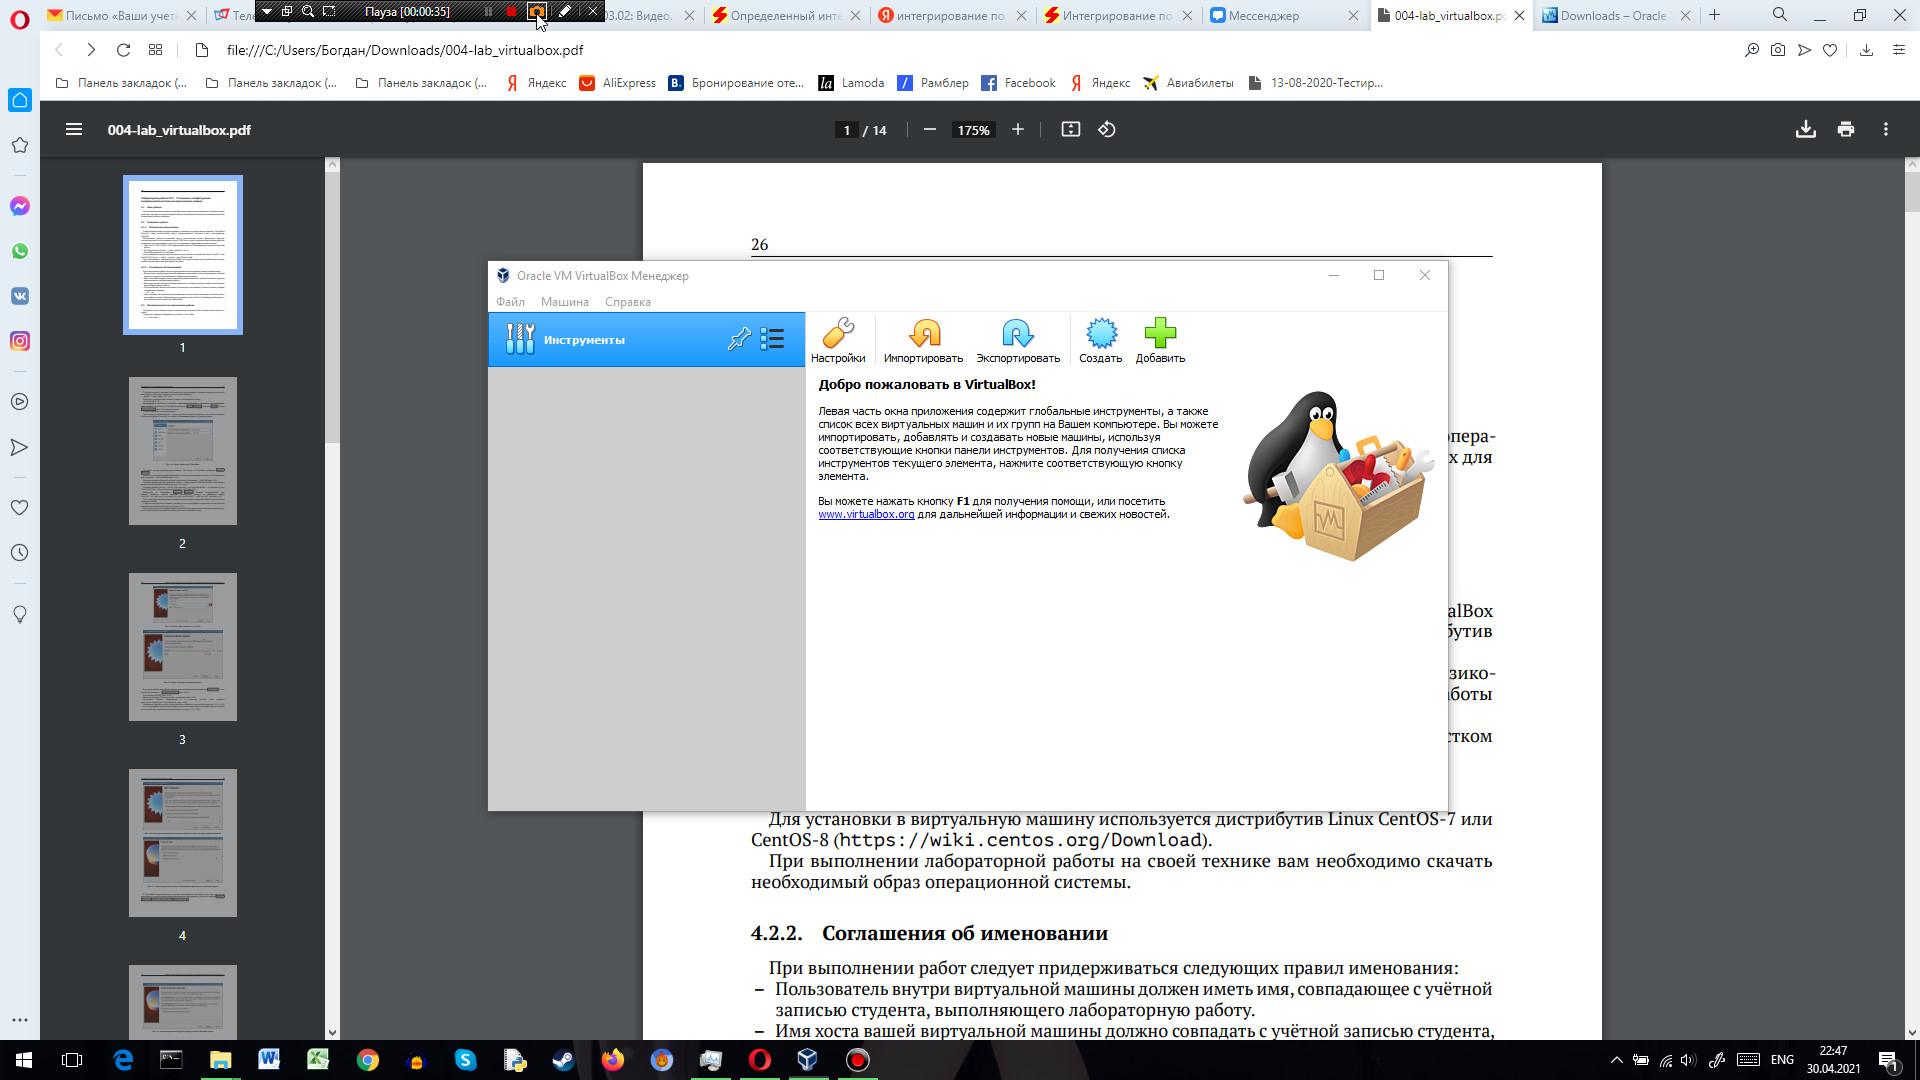 Письмо «Ваши учет
Теле
Пауза [00:00:35]
03.02: Видео.
Определенный инте
интегрирование по
Интегрирование по
Мессенджер
004-lab_virtualbox.pd
Downloads – Oracle
file:///C:/Users/Богдан/Downloads/004-lab_virtualbox.pdf
Панель закладок (...
Панель закладок (...
Панель закладок (...
Яндекс
AliExpress
Бронирование оте...
Lamoda
Рамблер
Facebook
Яндекс
Авиабилеты
13-08-2020-Тестир...
004-lab_virtualbox.pdf
1 / 14
175%
1
2
3
4
26
Oracle VM VirtualBox Менеджер
Файл Машина Справка
Инструменты
Настройки
Импортировать
Экспортировать
Создать
Добавить
Добро пожаловать в VirtualBox!
Левая часть окна приложения содержит глобальные инструменты, а также
список всех виртуальных машин и их групп на Вашем компьютере. Вы можете
импортировать, добавлять и создавать новые машины, используя
соответствующие кнопки панели инструментов. Для получения списка
инструментов текущего элемента, нажмите соответствующую кнопку
элемента.
Вы можете нажать кнопку F1 для получения помощи, или посетить
www.virtualbox.org для дальнейшей информации и свежих новостей.
опера-
х для
alBox
бутив
зико-
боты
стком
Для установки в виртуальную машину используется дистрибутив Linux CentOS-7 или
CentOS-8 (https://wiki.centos.org/Download).
При выполнении лабораторной работы на своей технике вам необходимо скачать
необходимый образ операционной системы.
4.2.2. Соглашения об именовании
При выполнении работ следует придерживаться следующих правил именования:
– Пользователь внутри виртуальной машины должен иметь имя, совпадающее с учётной
записью студента, выполняющего лабораторную работу.
– Имя хоста вашей виртуальной машины должно совпадать с учётной записью студента,
ENG
22:47
30.04.2021
1